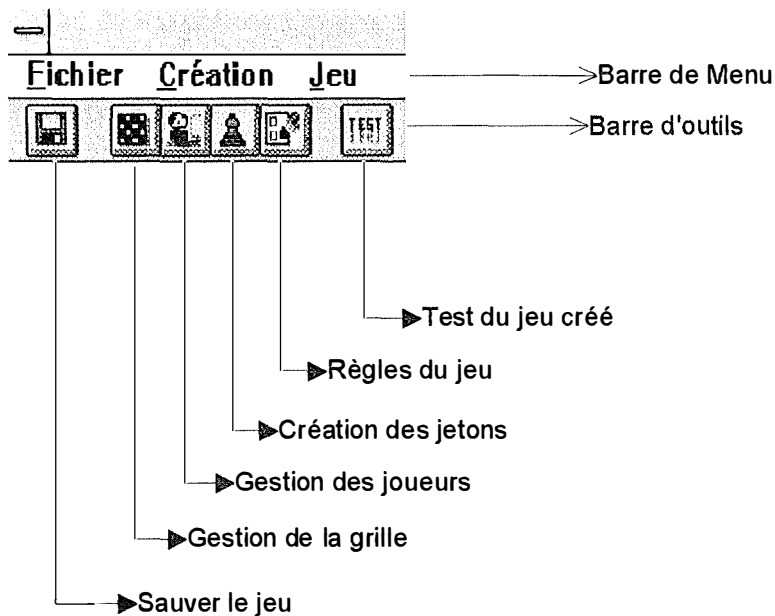 Fichier Création Jeu
Barre de Menu
TEST
Barre d'outils
Test du jeu créé
Règles du jeu
Création des jetons
Gestion des joueurs
Gestion de la grille
Sauver le jeu